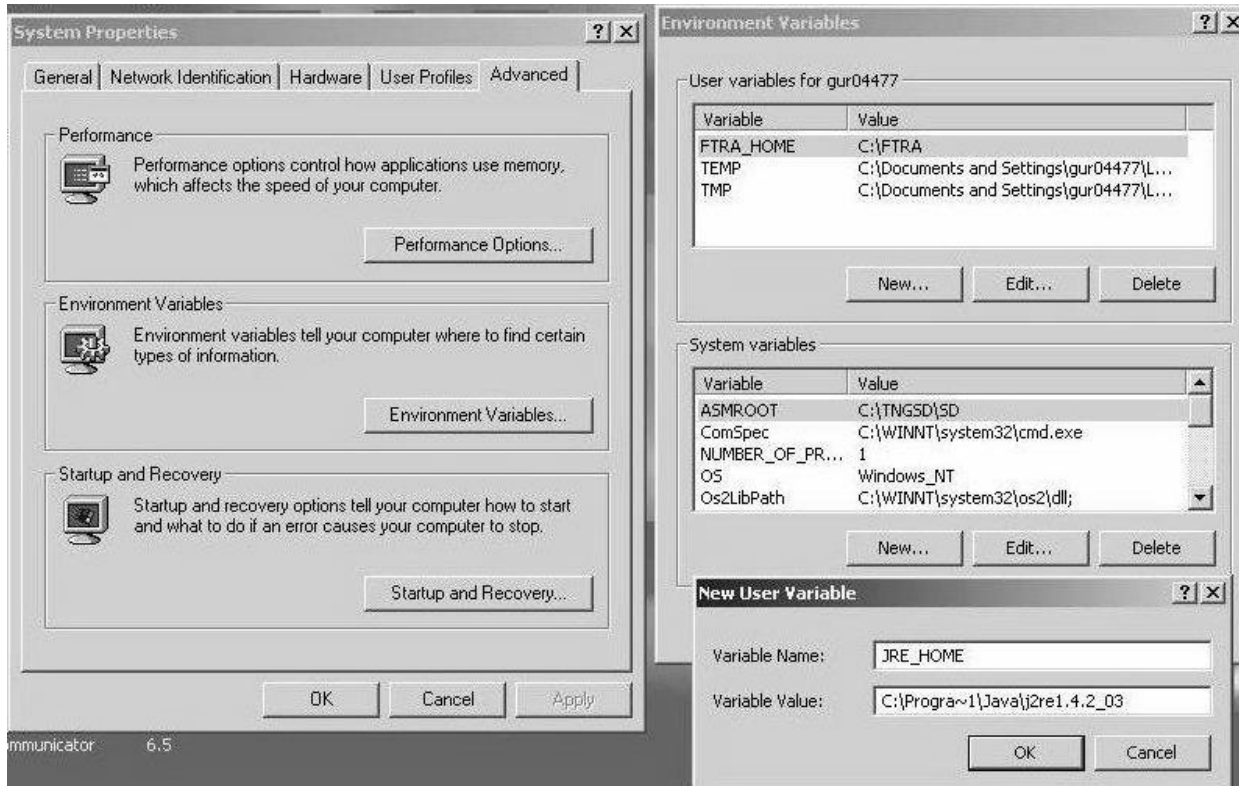 System Properties
General
Network Identification
Hardware
User Profiles
Advanced
Performance
Performance options control how applications use memory,
which affects the speed of your computer.
Performance Options...
Environment Variables
Environment variables tell your computer where to find certain
types of information.
Environment Variables...
Startup and Recovery
Startup and recovery options tell your computer how to start
and what to do if an error causes your computer to stop.
Startup and Recovery...
OK
Cancel
Apply
mmunicator 6.5
Environment Variables
User variables for gur04477
Variable Value
FTRA_HOME C:\FTRA
TEMP C:\Documents and Settings\gur04477\L...
TMP C:\Documents and Settings\gur04477\L...
New...
Edit...
Delete
System variables
Variable Value
ASMROOT C:\TNGSD\SD
ComSpec C:\WINNT\system32\cmd.exe
NUMBER_OF_PR... 1
OS Windows_NT
Os2LibPath C:\WINNT\system32\os2\dll;
New...
Edit...
Delete
New User Variable
Variable Name: JRE_HOME
Variable Value: C:\Progra~1\Java\j2re1.4.2_03
OK
Cancel